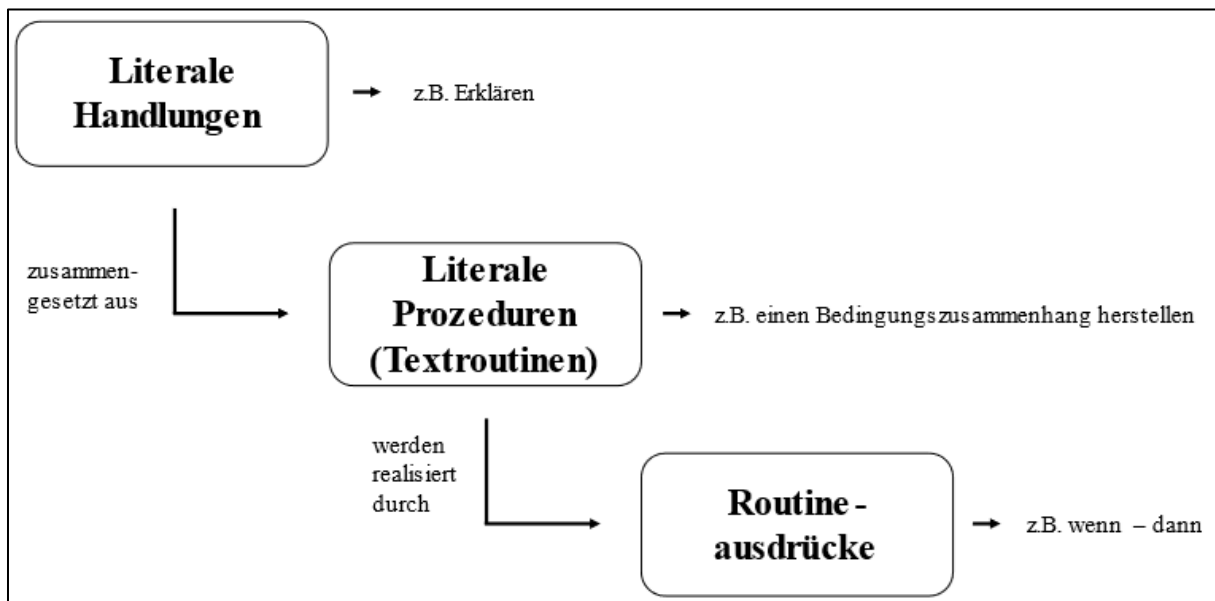 Literale
Handlungen
z.B. Erklären
zusammen-
gesetzt aus
Literale
Prozeduren
(Textroutinen)
z.B. einen Bedingungszusammenhang herstellen
werden
realisiert
durch
Routine-
ausdrücke
z.B. wenn – dann